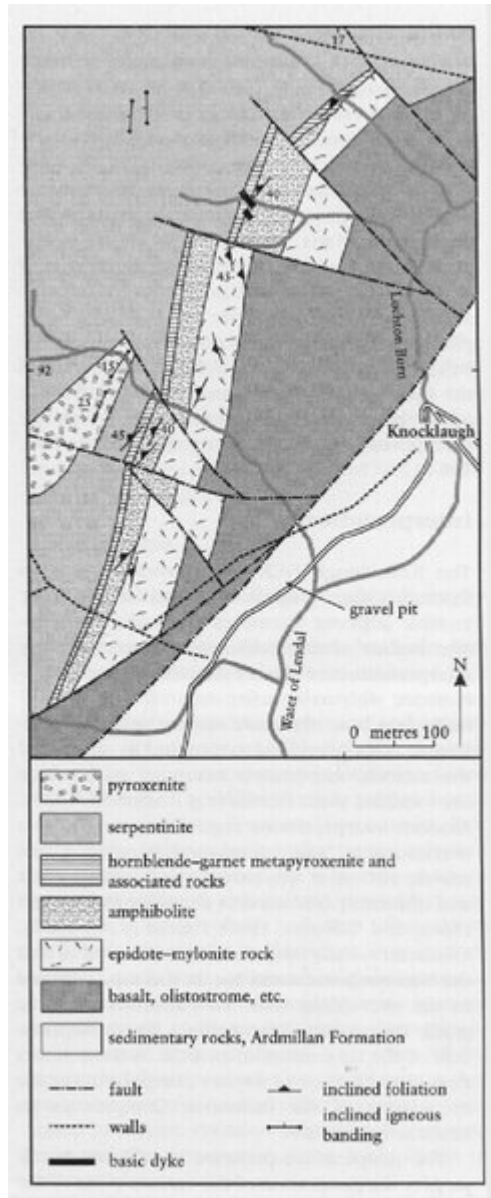 17
40
43
Lochton Burn
92
15
25
45
40
Knocklaugh
gravel pit
Water of Lendal
N
0 metres 100
pyroxenite
serpentinite
hornblende–garnet metapyroxenite and
associated rocks
amphibolite
epidote–mylonite rock
basalt, olistostrome, etc.
sedimentary rocks, Ardmillan Formation
fault
walls
basic dyke
inclined foliation
inclined igneous
banding